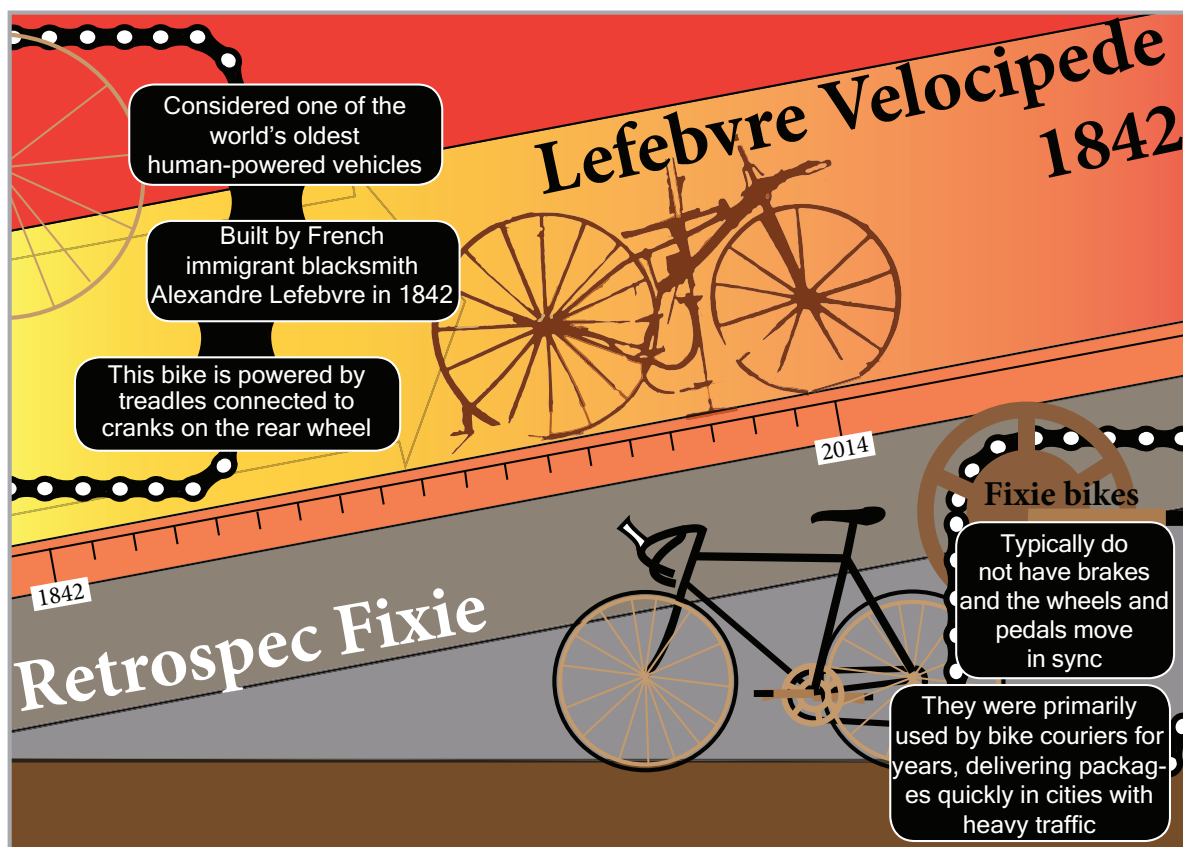 Lefebvre Velocipede
1842
Considered one of the
world's oldest
human-powered vehicles
Built by French
immigrant blacksmith
Alexandre Lefebvre in 1842
This bike is powered by
treadles connected to
cranks on the rear wheel
2014
1842
Retrospec Fixie
Fixie bikes
Typically do
not have brakes
and the wheels and
pedals move
in sync
They were primarily
used by bike couriers for
years, delivering packag-
es quickly in cities with
heavy traffic